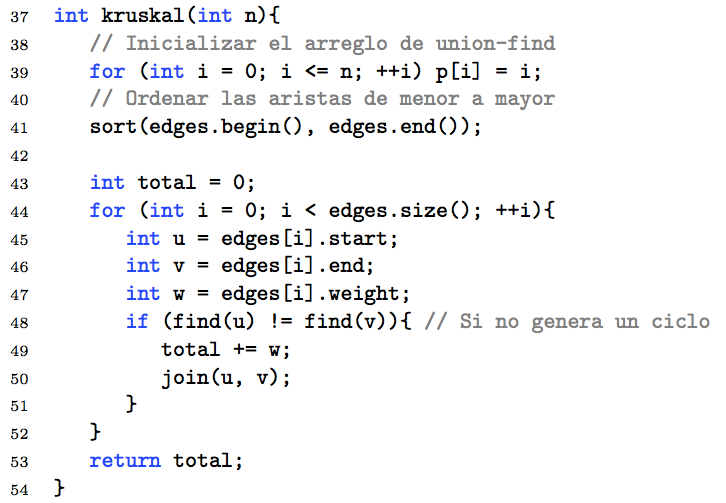 37 int kruskal(int n){
38 // Inicializar el arreglo de union-find
39 for (int i = 0; i <= n; ++i) p[i] = i;
40 // Ordenar las aristas de menor a mayor
41 sort(edges.begin(), edges.end());
42
43 int total = 0;
44 for (int i = 0; i < edges.size(); ++i){
45 int u = edges[i].start;
46 int v = edges[i].end;
47 int w = edges[i].weight;
48 if (find(u) != find(v)){ // Si no genera un ciclo
49 total += w;
50 join(u, v);
51 }
52 }
53 return total;
54 }